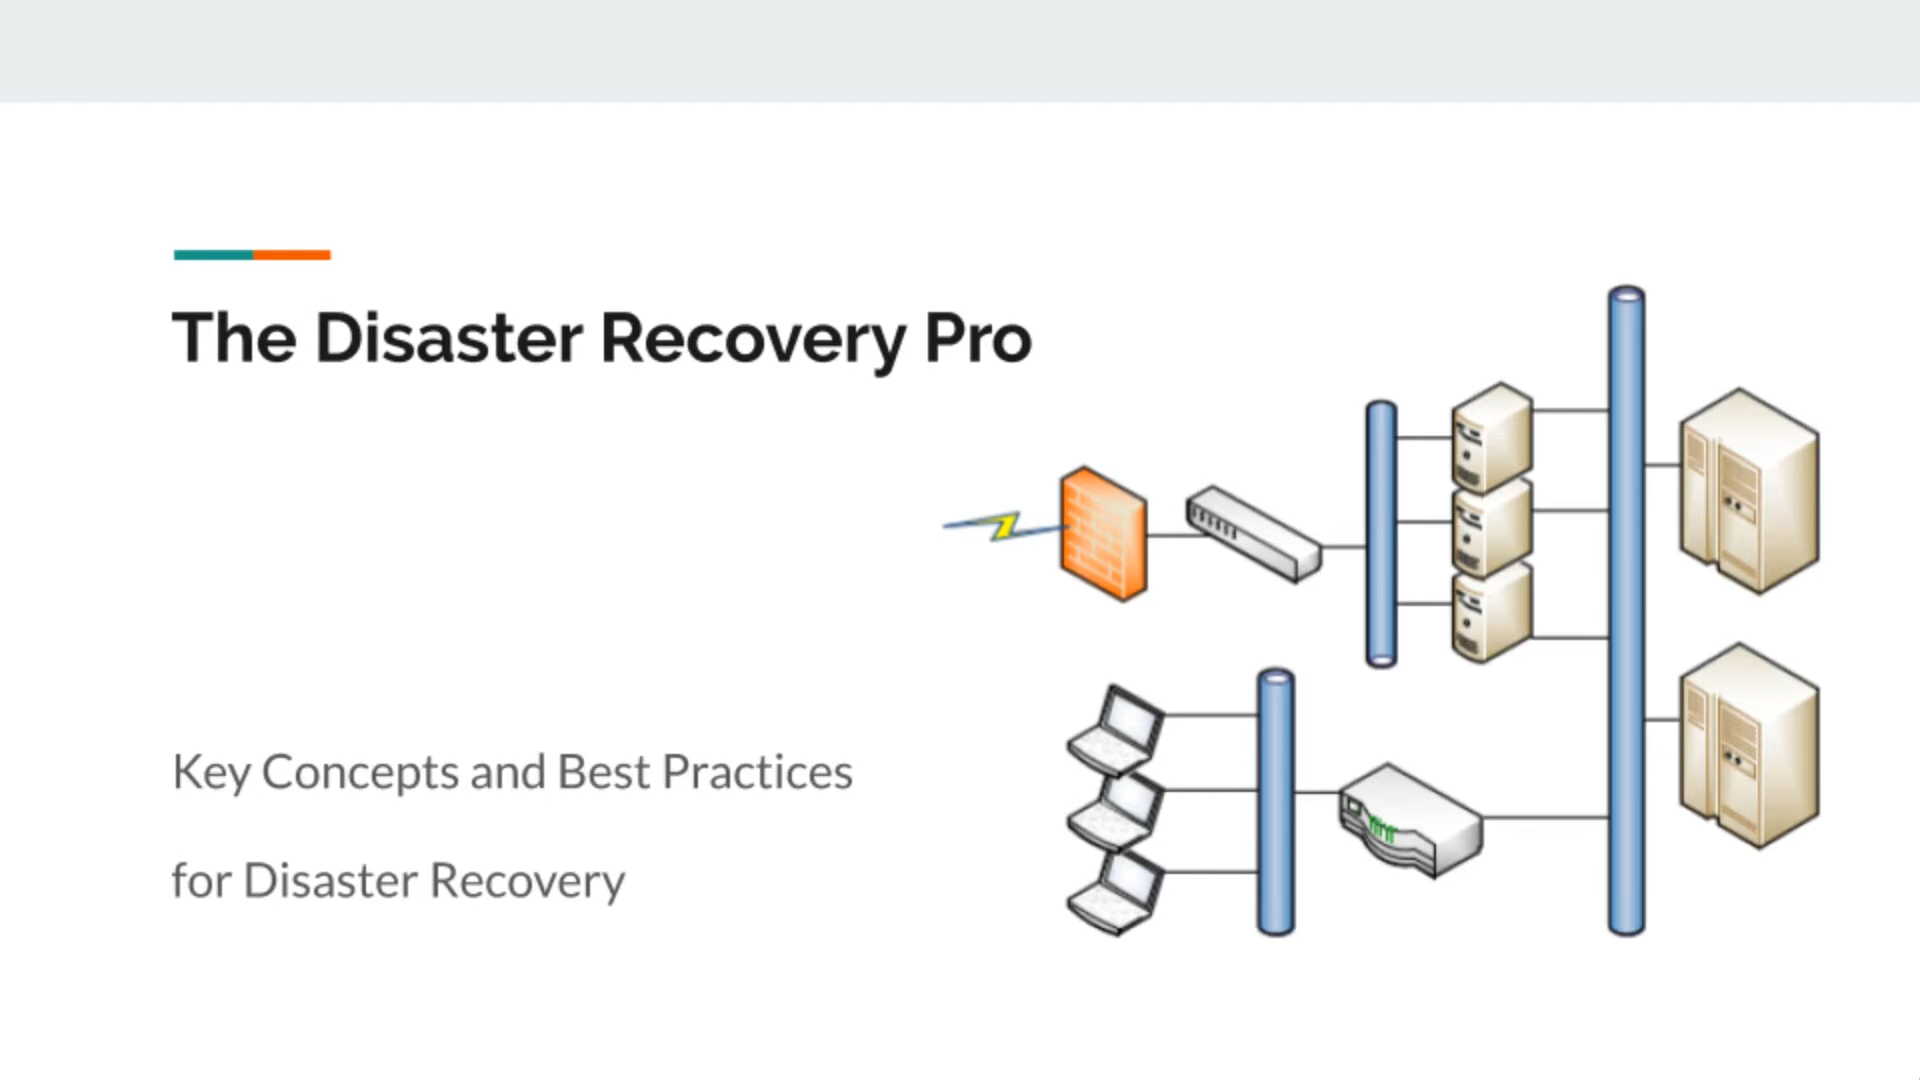 The Disaster Recovery Pro
Key Concepts and Best Practices
for Disaster Recovery